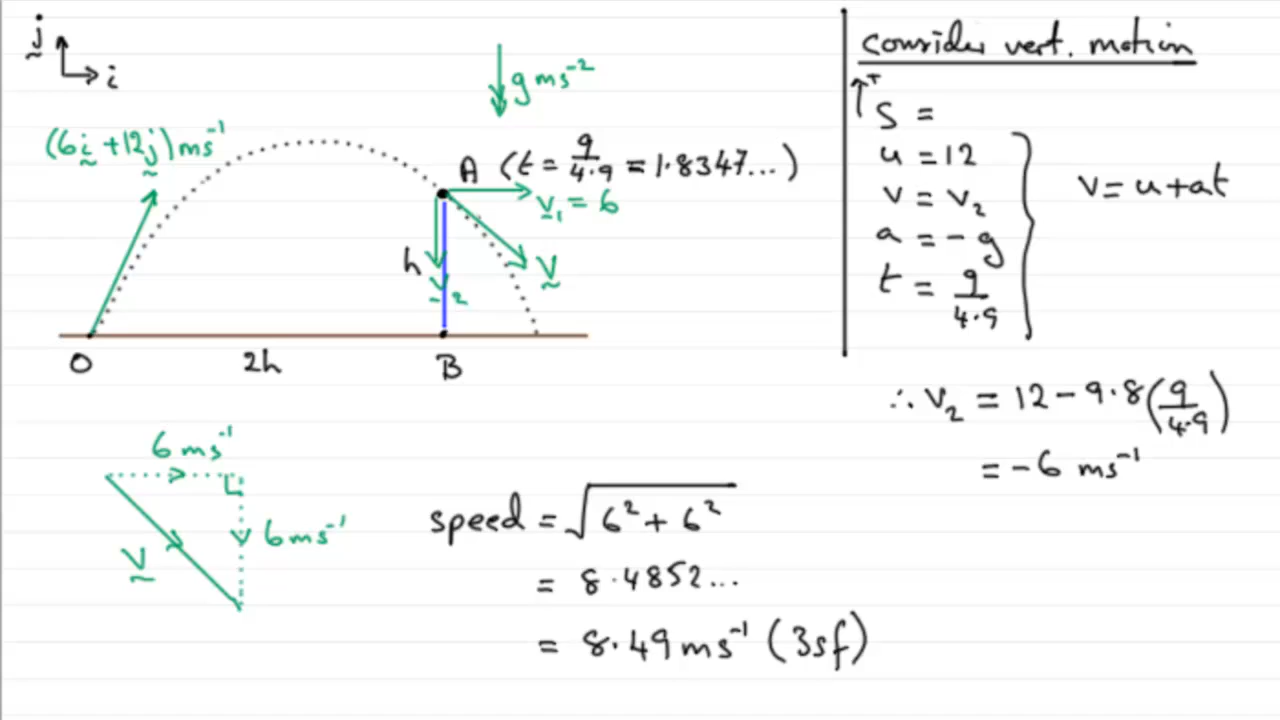 j
i
g ms⁻²
(6i + 12j) ms⁻¹
A (t = 9/4.9 = 1.8347...)
v₁ = 6
h
v₂
v
O
2h
B
consider vert. motion
↑+
s =
u = 12
v = v₂
a = -g
t = 9/4.9
v = u + at
∴ v₂ = 12 - 9.8(9/4.9)
= -6 ms⁻¹
6 ms⁻¹
6 ms⁻¹
v
speed = √6² + 6²
= 8.4852...
= 8.49 ms⁻¹ (3sf)